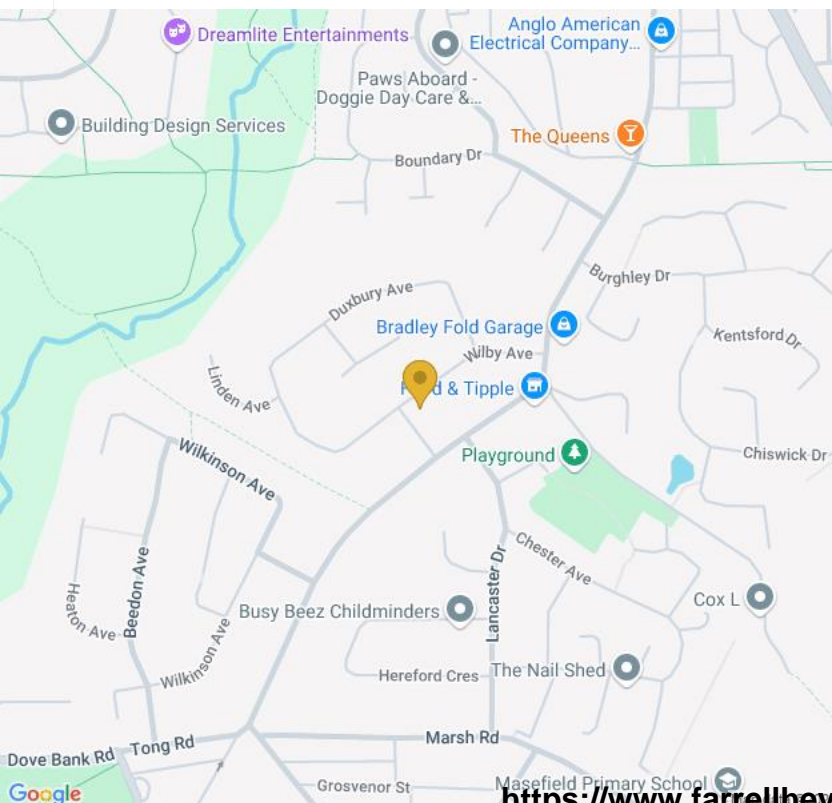 Dreamlite Entertainments
Anglo American
Electrical Company...
Paws Aboard -
Doggie Day Care &...
Building Design Services
The Queens
Boundary Dr
Burghley Dr
Duxbury Ave
Bradley Fold Garage
Kentsford Dr
Wilby Ave
Linden Ave
& Tipple
Playground
Chiswick Dr
Wilkinson Ave
Chester Ave
Beedon Ave
Lancaster Dr
Heaton Ave
Cox L
Busy Beez Childminders
Wilkinson Ave
Hereford Cres
The Nail Shed
Marsh Rd
Dove Bank Rd
Tong Rd
Masefield Primary School
Grosvenor St
Google
https://www.farrellhey